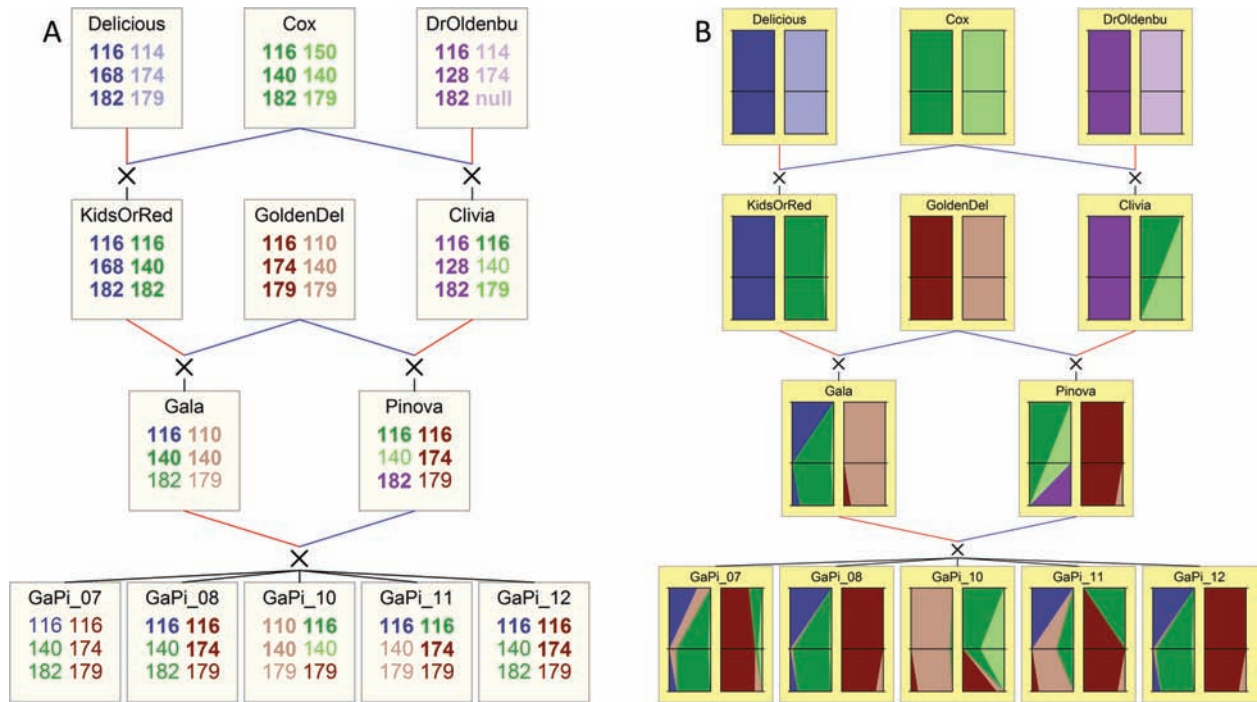 A
Delicious
116 114
168 174
182 179
Cox
116 150
140 140
182 179
DrOldenbu
116 114
128 174
182 null
KidsOrRed
116 116
168 140
182 182
GoldenDel
116 110
174 140
179 179
Clivia
116 116
128 140
182 179
Gala
116 110
140 140
182 179
Pinova
116 116
140 174
182 179
GaPi_07
116 116
140 174
182 179
GaPi_08
116 116
140 174
182 179
GaPi_10
110 116
140 140
179 179
GaPi_11
116 116
140 174
179 179
GaPi_12
116 116
140 174
182 179
B
Delicious
Cox
DrOldenbu
KidsOrRed
GoldenDel
Clivia
Gala
Pinova
GaPi_07
GaPi_08
GaPi_10
GaPi_11
GaPi_12